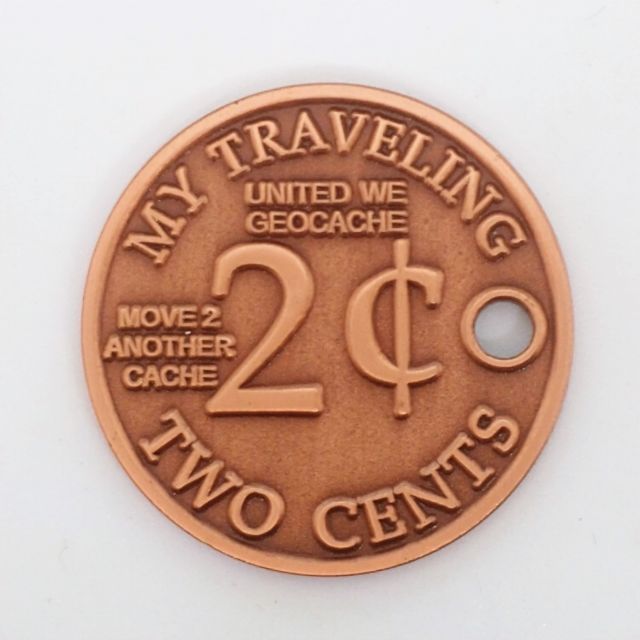 MY TRAVELING
UNITED WE
GEOCACHE
2¢
MOVE 2
ANOTHER
CACHE
TWO CENTS